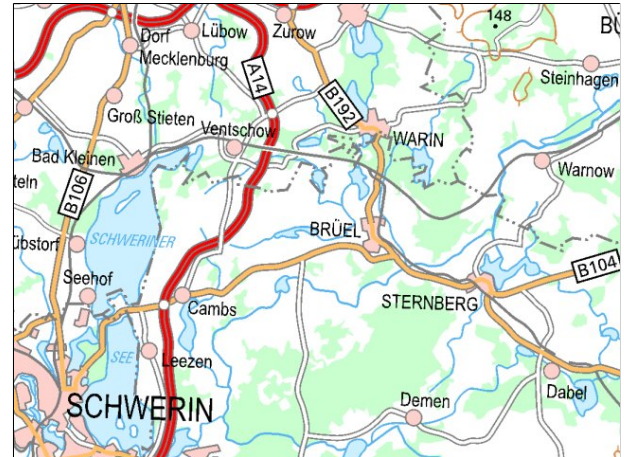 148
Dorf
Mecklenburg
Lübow
Zurow
BÜ
Steinhagen
A14
B192
Groß Stieten
Ventschow
WARIN
Bad Kleinen
Warnow
teln
B106
BRÜEL
übstorf
SCHWERINER
B104
Seehof
STERNBERG
Cambs
SEE
Leezen
Dabel
SCHWERIN
Demen